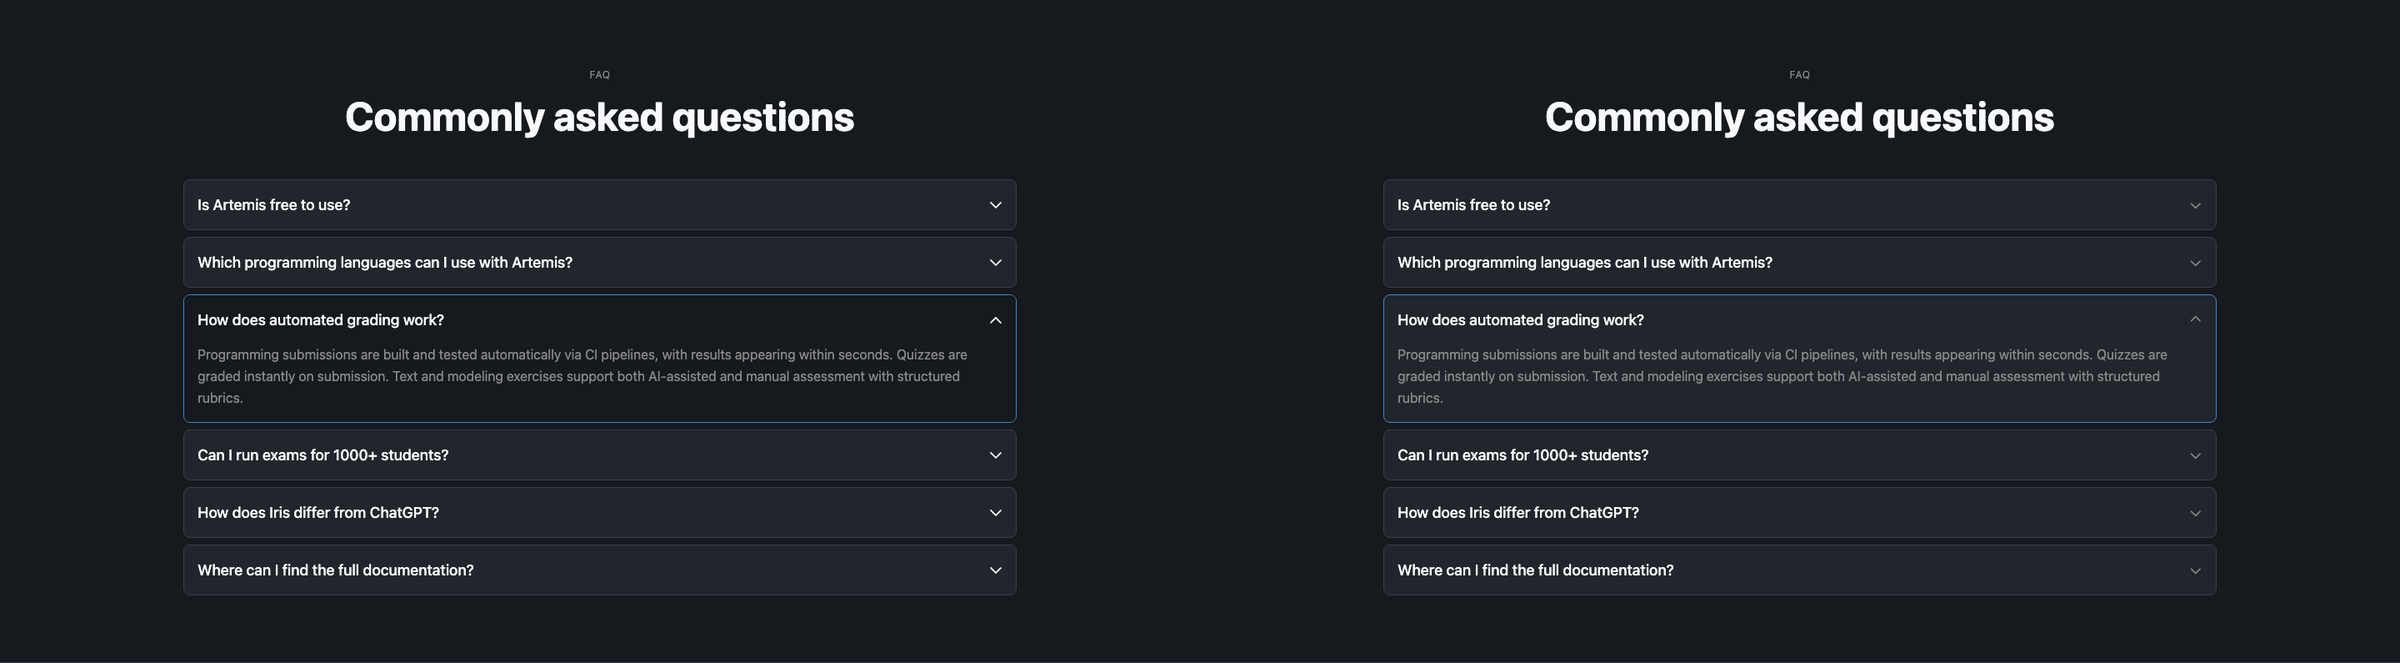 FAQ
Commonly asked questions
Is Artemis free to use?
Which programming languages can I use with Artemis?
How does automated grading work?
Programming submissions are built and tested automatically via CI pipelines, with results appearing within seconds. Quizzes are
graded instantly on submission. Text and modeling exercises support both AI-assisted and manual assessment with structured
rubrics.
Can I run exams for 1000+ students?
How does Iris differ from ChatGPT?
Where can I find the full documentation?
FAQ
Commonly asked questions
Is Artemis free to use?
Which programming languages can I use with Artemis?
How does automated grading work?
Programming submissions are built and tested automatically via CI pipelines, with results appearing within seconds. Quizzes are
graded instantly on submission. Text and modeling exercises support both AI-assisted and manual assessment with structured
rubrics.
Can I run exams for 1000+ students?
How does Iris differ from ChatGPT?
Where can I find the full documentation?